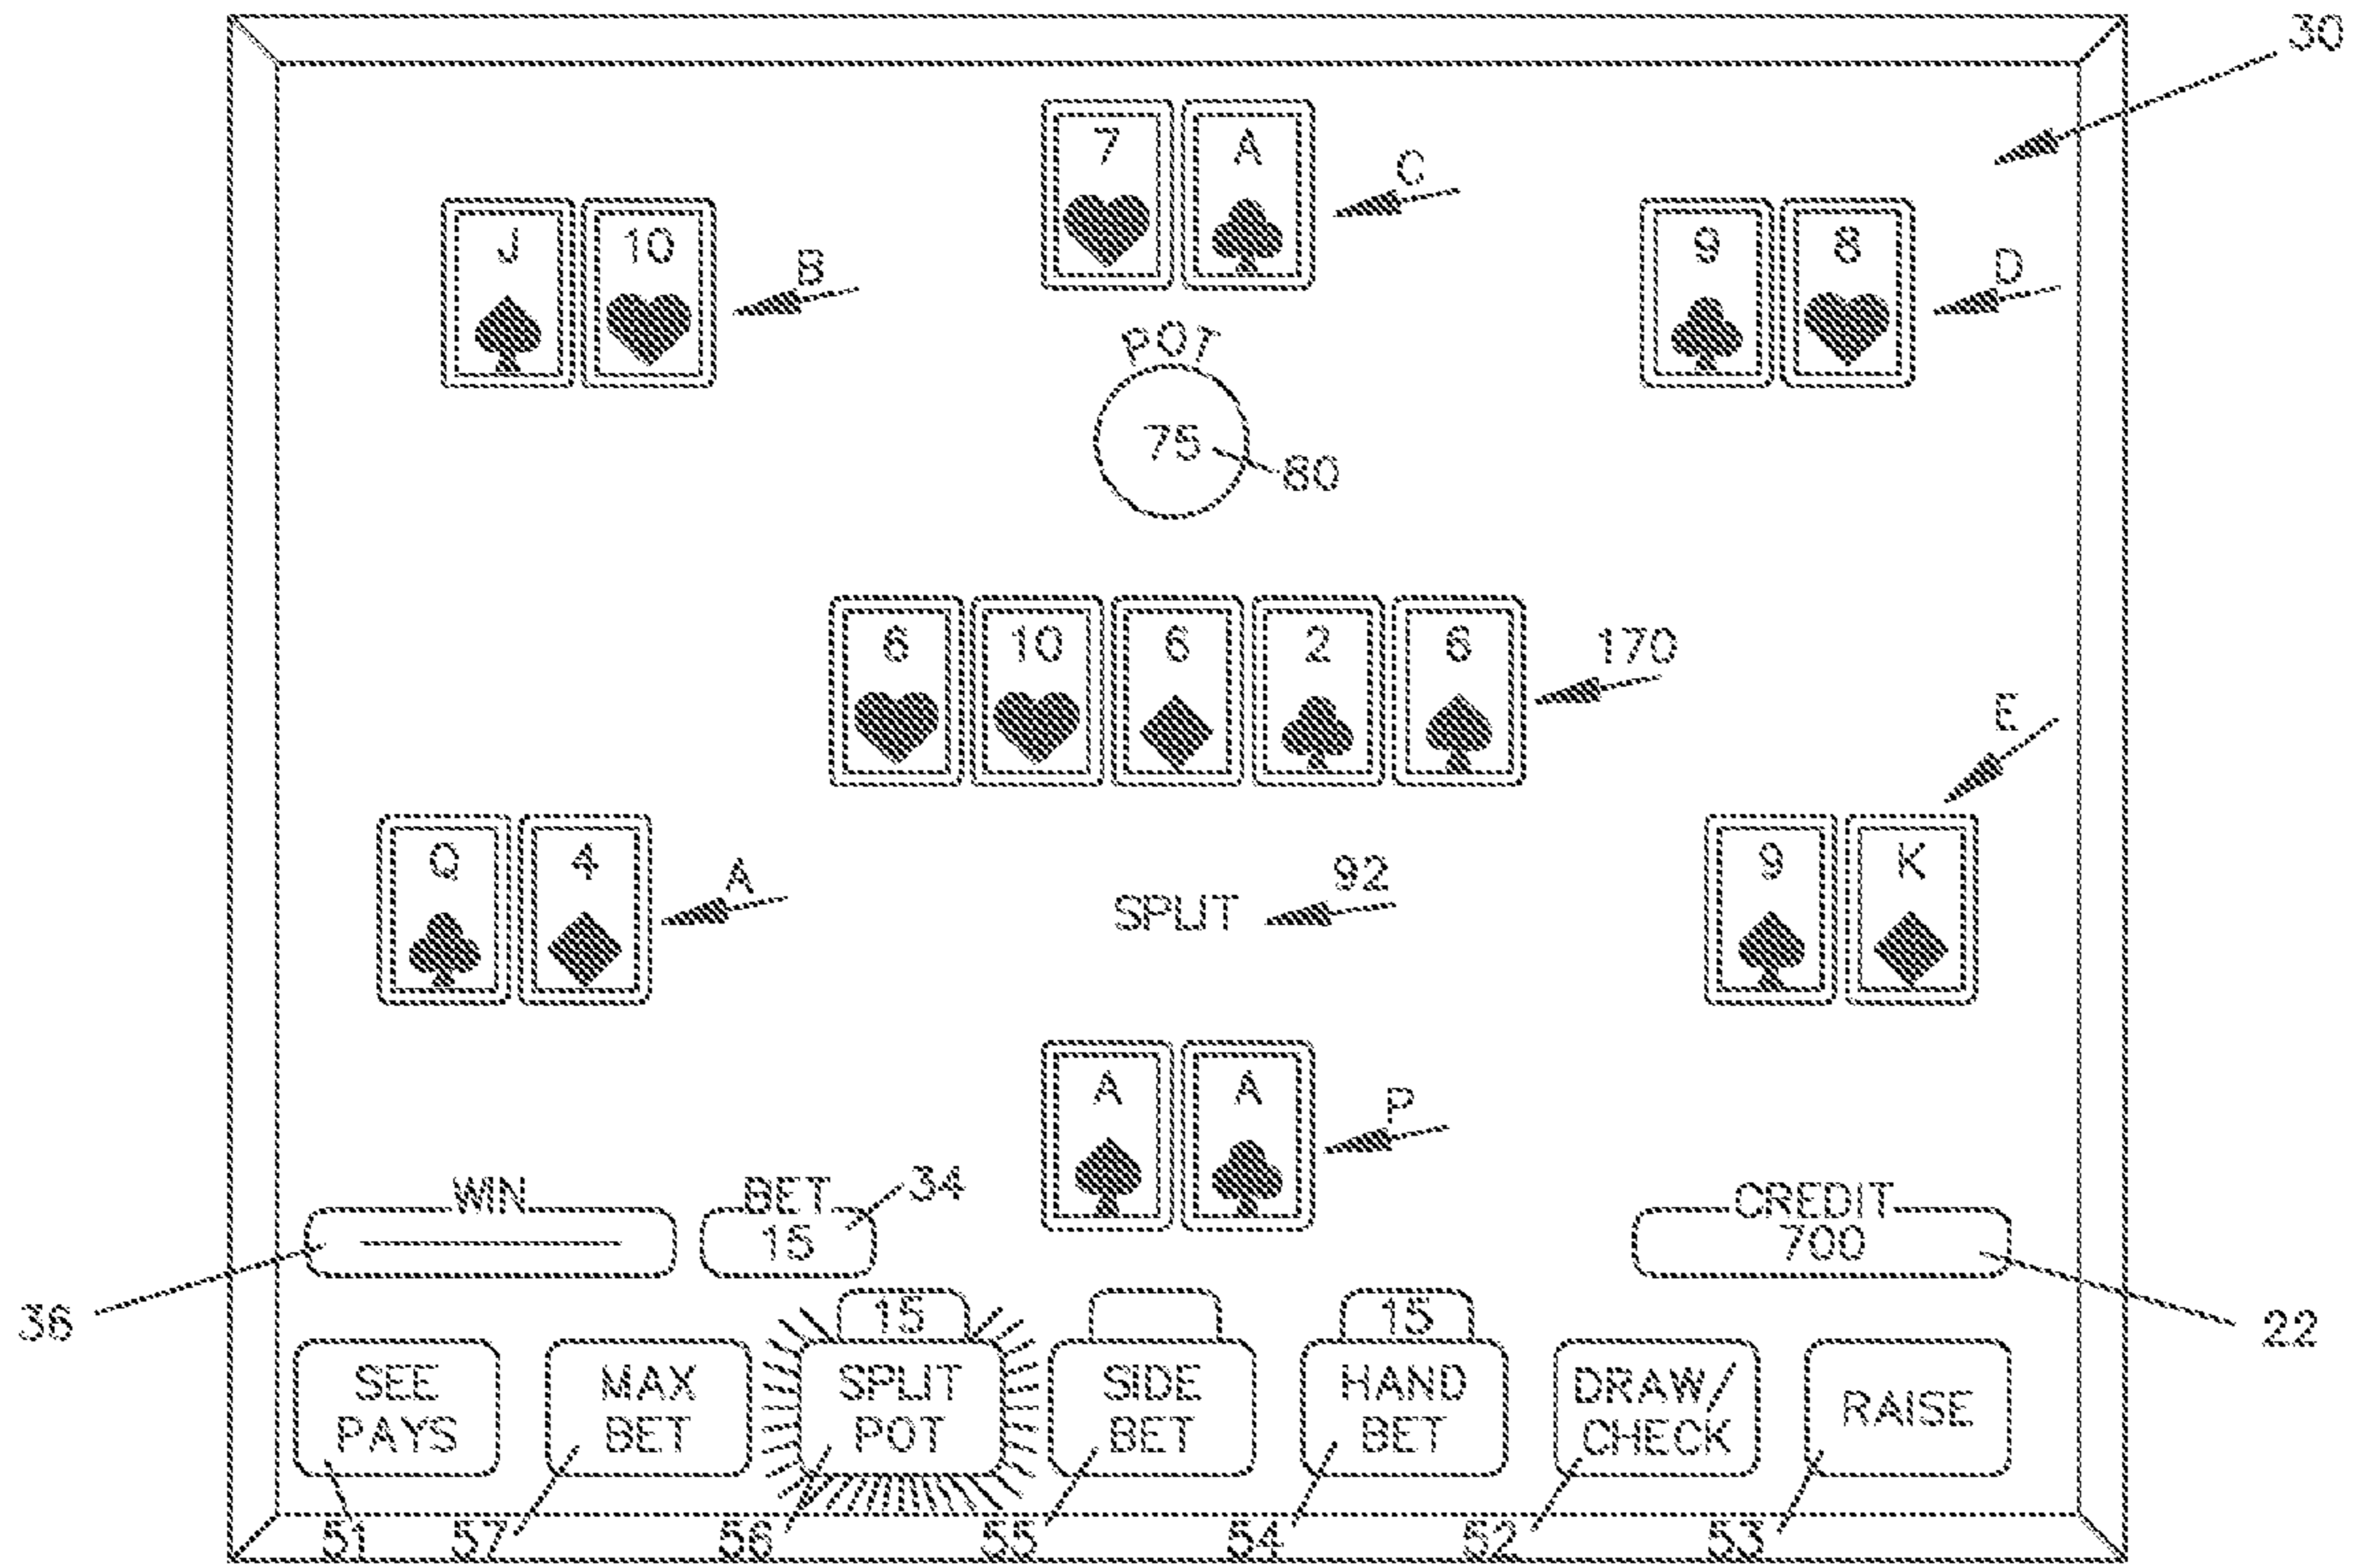 30
7 A
C
J 10
B
9 8
D
POT
75
80
6 10 6 2 6
170
E
Q 4
A
9 K
92
SPLIT
A A
P
WIN
BET
34
15
CREDIT
700
36
22
15
15
SEE
PAYS
MAX
BET
SPLIT
POT
SIDE
BET
HAND
BET
DRAW/
CHECK
RAISE
51 57 56 55 54 52 53